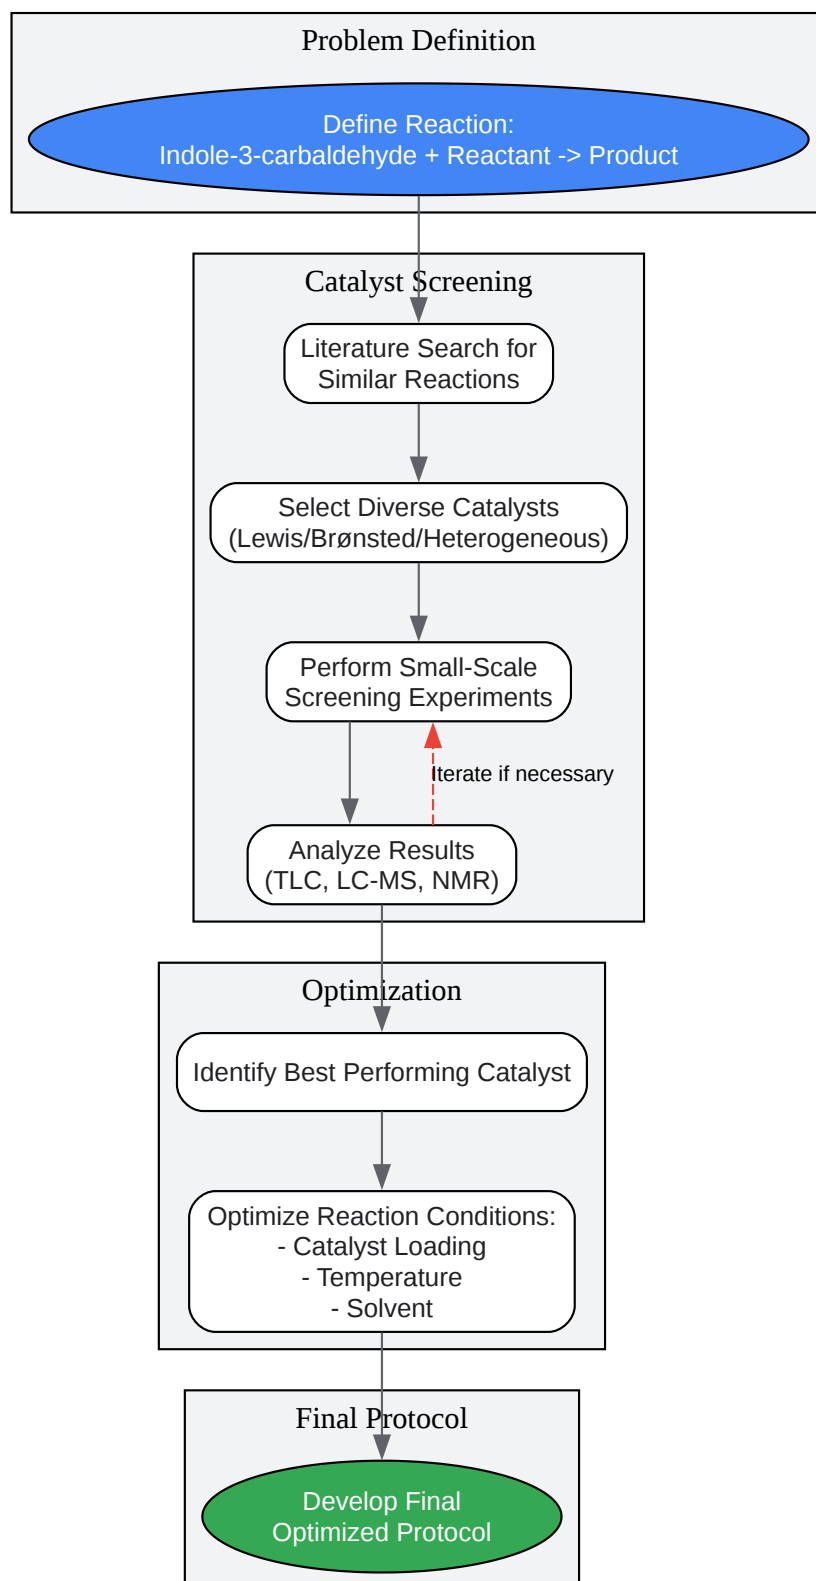 Problem Definition
Define Reaction:
Indole-3-carbaldehyde + Reactant -> Product
Catalyst Screening
Literature Search for
Similar Reactions
Select Diverse Catalysts
(Lewis/Brønsted/Heterogeneous)
Perform Small-Scale
Screening Experiments
Iterate if necessary
Analyze Results
(TLC, LC-MS, NMR)
Optimization
Identify Best Performing Catalyst
Optimize Reaction Conditions:
- Catalyst Loading
- Temperature
- Solvent
Final Protocol
Develop Final
Optimized Protocol